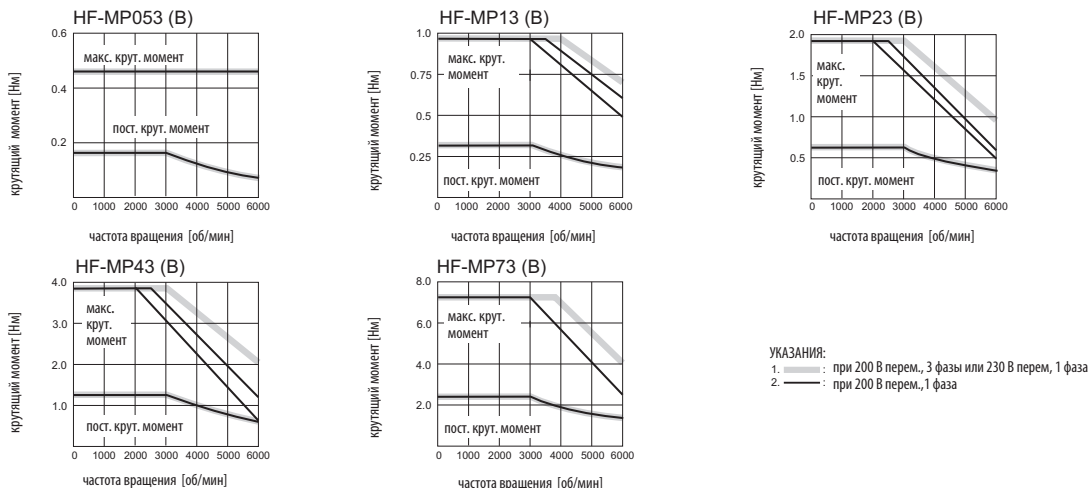 HF-MP053 (B)
крутящий момент [Нм]
0.6
0.4
0.2
макс. крут. момент
пост. крут. момент
0 1000 2000 3000 4000 5000 6000
частота вращения [об/мин]
HF-MP13 (B)
крутящий момент [Нм]
1.0
0.75
0.5
0.25
макс. крут.
момент
пост. крут. момент
0 1000 2000 3000 4000 5000 6000
частота вращения [об/мин]
HF-MP23 (B)
крутящий момент [Нм]
2.0
1.5
1.0
0.5
макс.
крут.
момент
пост. крут. момент
0 1000 2000 3000 4000 5000 6000
частота вращения [об/мин]
HF-MP43 (B)
крутящий момент [Нм]
4.0
3.0
2.0
1.0
макс.
крут.
момент
пост. крут. момент
0 1000 2000 3000 4000 5000 6000
частота вращения [об/мин]
HF-MP73 (B)
крутящий момент [Нм]
8.0
6.0
4.0
2.0
макс. крут.
момент
пост. крут. момент
0 1000 2000 3000 4000 5000 6000
частота вращения [об/мин]
УКАЗАНИЯ:
1. : при 200 В перем., 3 фазы или 230 В перем, 1 фаза
2. : при 200 В перем.,1 фаза